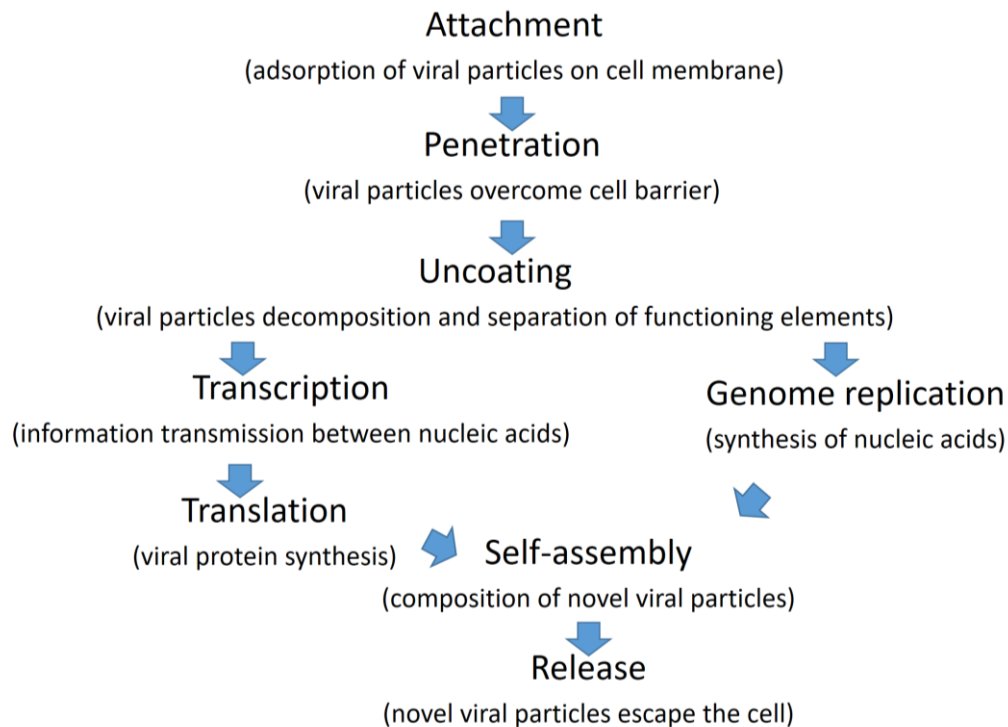 Attachment
(adsorption of viral particles on cell membrane)
Penetration
(viral particles overcome cell barrier)
Uncoating
(viral particles decomposition and separation of functioning elements)
Transcription
(information transmission between nucleic acids)
Genome replication
(synthesis of nucleic acids)
Translation
(viral protein synthesis)
Self-assembly
(composition of novel viral particles)
Release
(novel viral particles escape the cell)